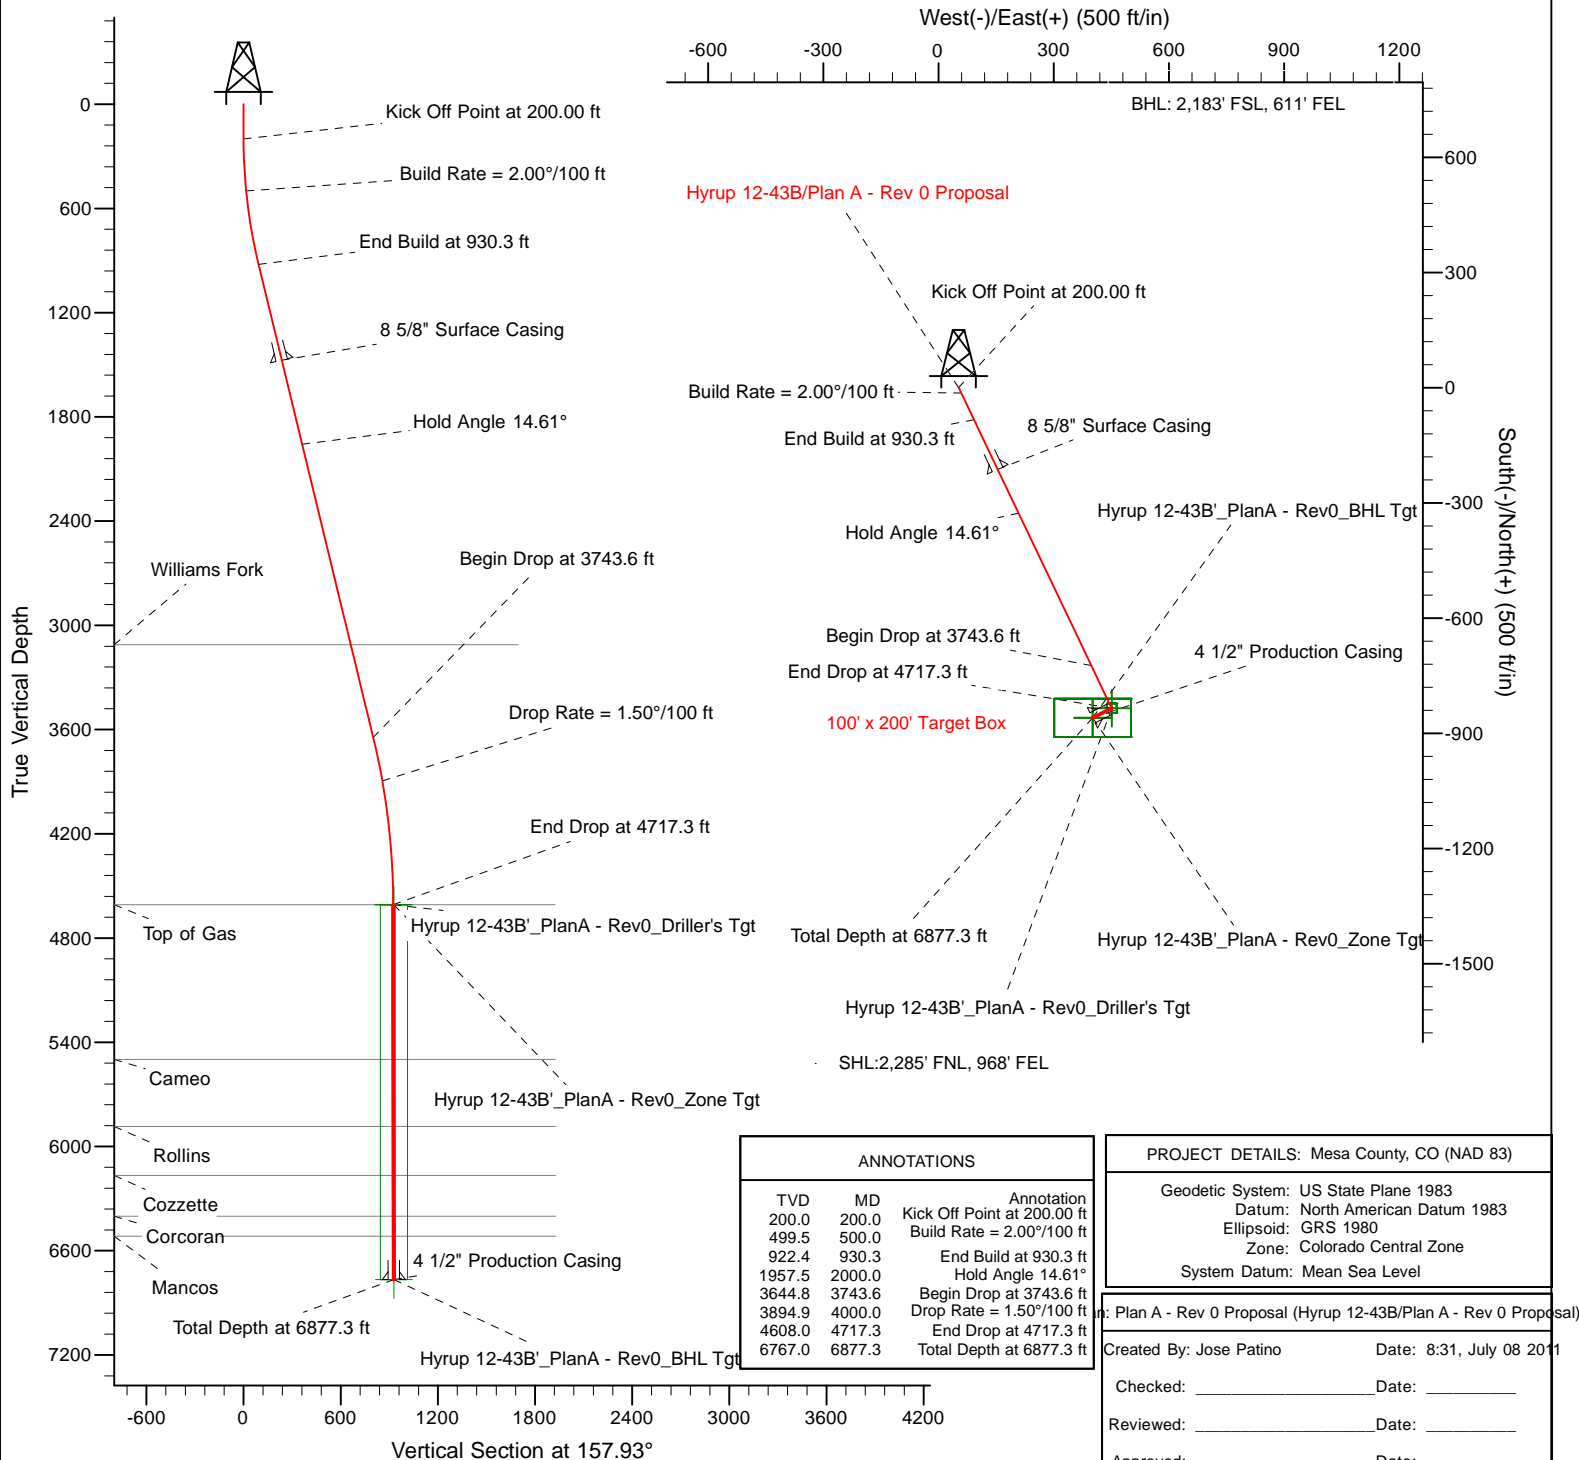 West(-)/East(+) (500 ft/in)
-600 -300 0 300 600 900 1200
BHL: 2,183' FSL, 611' FEL
0
600
1200
1800
2400
3000
3600
4200
4800
5400
6000
6600
7200
True Vertical Depth
Kick Off Point at 200.00 ft
Build Rate = 2.00°/100 ft
End Build at 930.3 ft
8 5/8" Surface Casing
Hold Angle 14.61°
Begin Drop at 3743.6 ft
Williams Fork
Drop Rate = 1.50°/100 ft
End Drop at 4717.3 ft
Hyrup 12-43B'_PlanA - Rev0_Driller's Tgt
Top of Gas
Cameo
Hyrup 12-43B'_PlanA - Rev0_Zone Tgt
Rollins
Cozzette
Corcoran
4 1/2" Production Casing
Mancos
Total Depth at 6877.3 ft
Hyrup 12-43B'_PlanA - Rev0_BHL Tgt
-600 0 600 1200 1800 2400 3000 3600 4200
Vertical Section at 157.93°
Hyrup 12-43B/Plan A - Rev 0 Proposal
Kick Off Point at 200.00 ft
Build Rate = 2.00°/100 ft
End Build at 930.3 ft
8 5/8" Surface Casing
Hold Angle 14.61°
Hyrup 12-43B'_PlanA - Rev0_BHL Tgt
Begin Drop at 3743.6 ft
4 1/2" Production Casing
End Drop at 4717.3 ft
100' x 200' Target Box
Total Depth at 6877.3 ft
Hyrup 12-43B'_PlanA - Rev0_Zone Tgt
Hyrup 12-43B'_PlanA - Rev0_Driller's Tgt
SHL:2,285' FNL, 968' FEL
600
300
0
-300
-600
-900
-1200
-1500
South(-)/North(+) (500 ft/in)
ANNOTATIONS
TVD MD Annotation
200.0 200.0 Kick Off Point at 200.00 ft
499.5 500.0 Build Rate = 2.00°/100 ft
922.4 930.3 End Build at 930.3 ft
1957.5 2000.0 Hold Angle 14.61°
3644.8 3743.6 Begin Drop at 3743.6 ft
3894.9 4000.0 Drop Rate = 1.50°/100 ft
4608.0 4717.3 End Drop at 4717.3 ft
6767.0 6877.3 Total Depth at 6877.3 ft
PROJECT DETAILS: Mesa County, CO (NAD 83)
Geodetic System: US State Plane 1983
Datum: North American Datum 1983
Ellipsoid: GRS 1980
Zone: Colorado Central Zone
System Datum: Mean Sea Level
n: Plan A - Rev 0 Proposal (Hyrup 12-43B/Plan A - Rev 0 Proposal)
Created By: Jose Patino Date: 8:31, July 08 2011
Checked: Date:
Reviewed: Date: